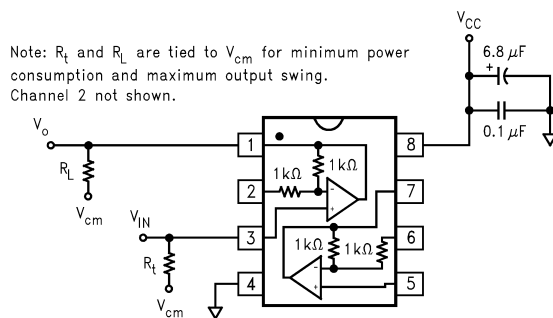 Note: Rt and RL are tied to Vcm for minimum power
consumption and maximum output swing.
Channel 2 not shown.
VCC
6.8 μF
+
0.1 μF
Vo
RL
Vcm
VIN
Rt
Vcm
1
2
3
4
8
7
6
5
1kΩ
1kΩ
-
+
1kΩ
1kΩ
-
+